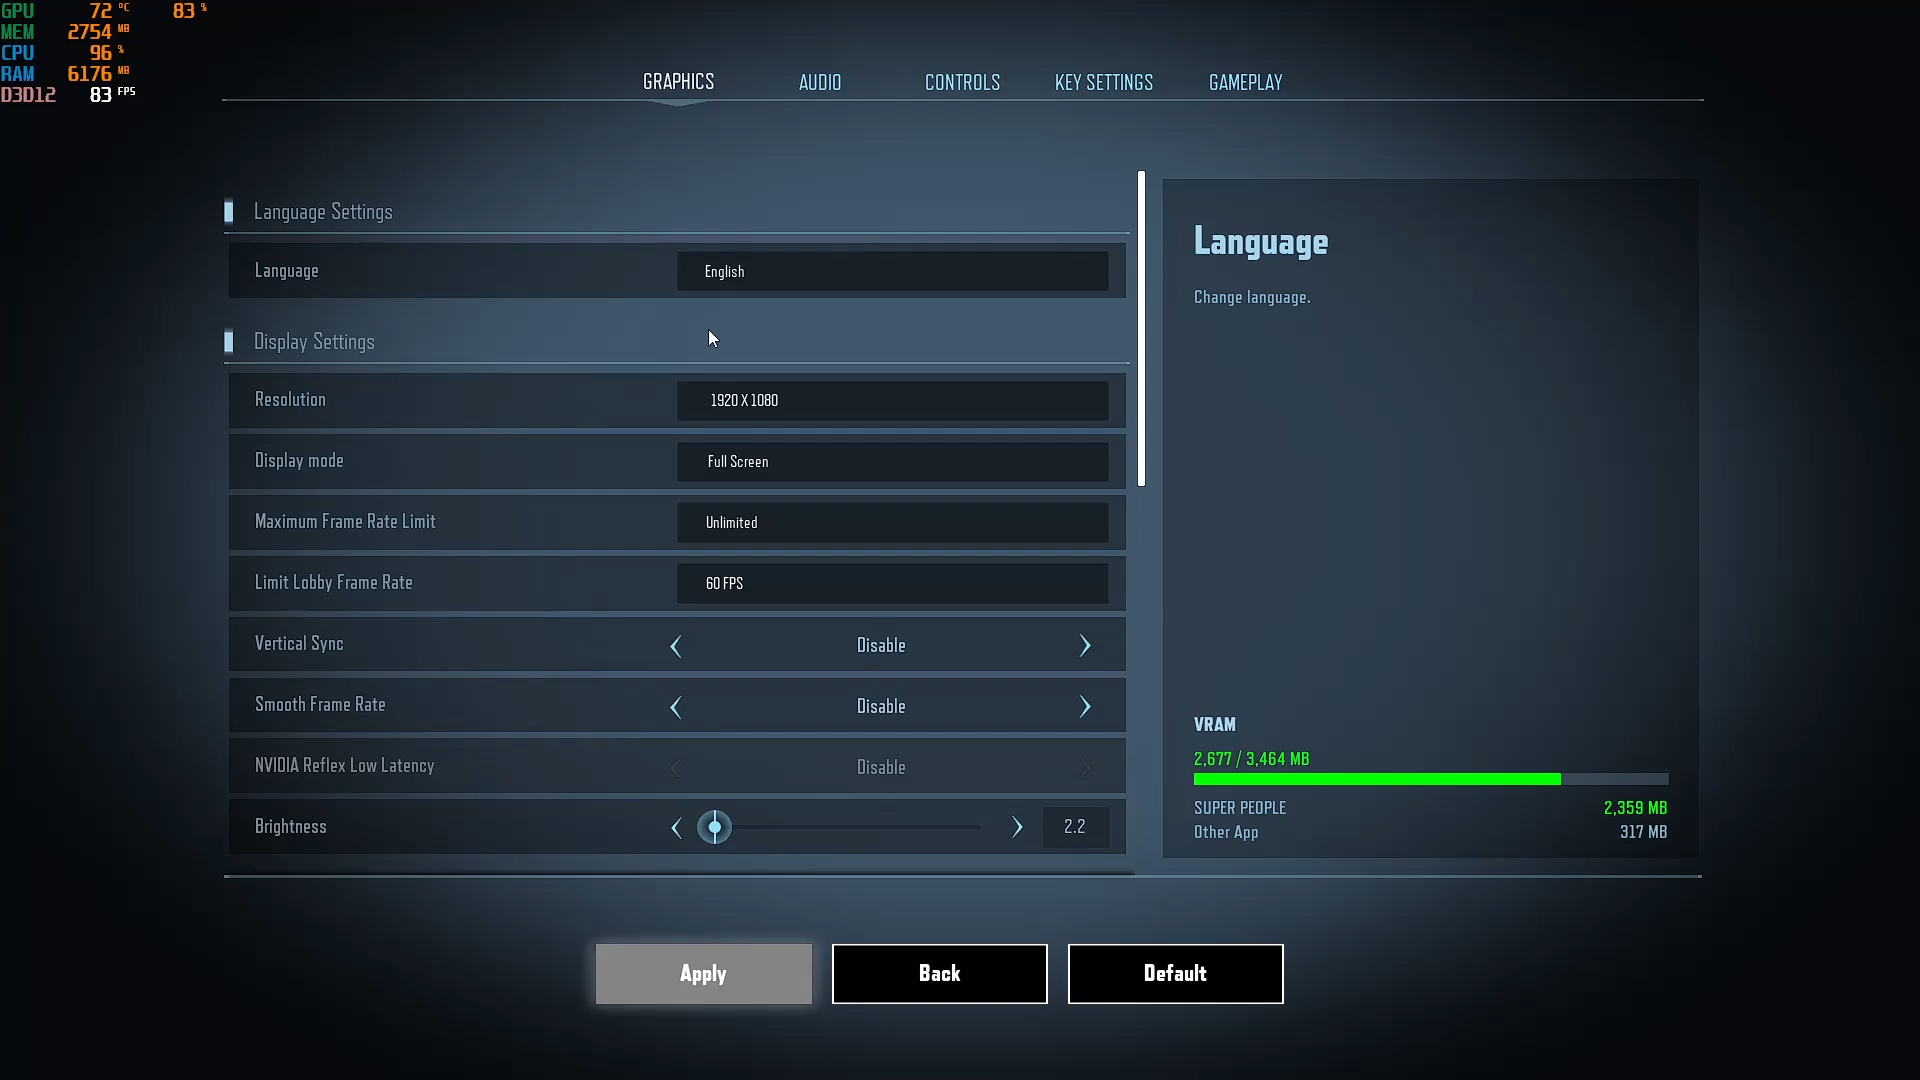 GPU 72 °C 83 %
MEM 2754 MB
CPU 96 %
RAM 6176 MB
D3D12 83 FPS
GRAPHICS AUDIO CONTROLS KEY SETTINGS GAMEPLAY
Language Settings
Language English
Display Settings
Resolution 1920 X 1080
Display mode Full Screen
Maximum Frame Rate Limit Unlimited
Limit Lobby Frame Rate 60 FPS
Vertical Sync Disable
Smooth Frame Rate Disable
NVIDIA Reflex Low Latency Disable
Brightness 2.2
Language
Change language.
VRAM
2,677 / 3,464 MB
SUPER PEOPLE 2,359 MB
Other App 317 MB
Apply Back Default